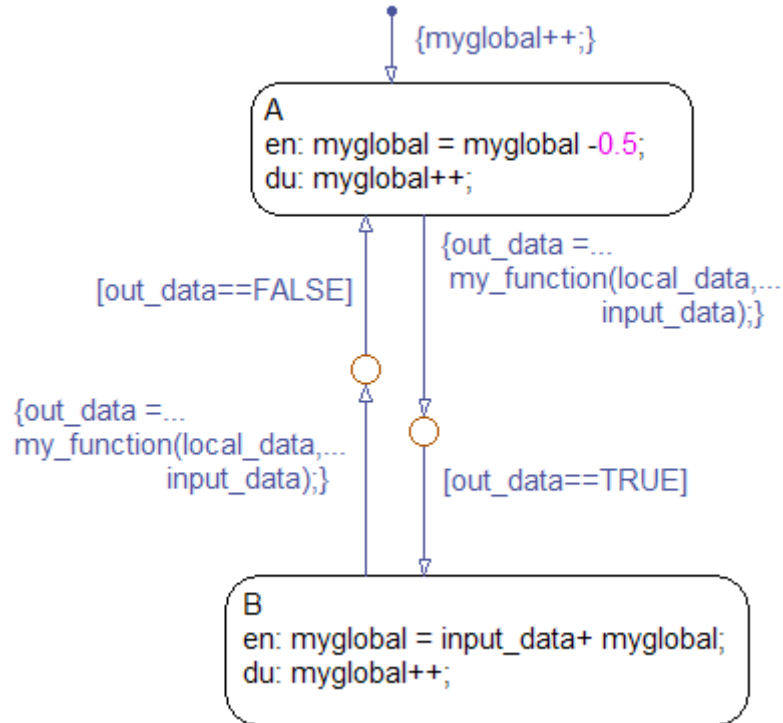 {myglobal++;}
A
en: myglobal = myglobal -0.5;
du: myglobal++;
{out_data =...
my_function(local_data,...
input_data);}
[out_data==FALSE]
{out_data =...
my_function(local_data,...
input_data);}
[out_data==TRUE]
B
en: myglobal = input_data+ myglobal;
du: myglobal++;